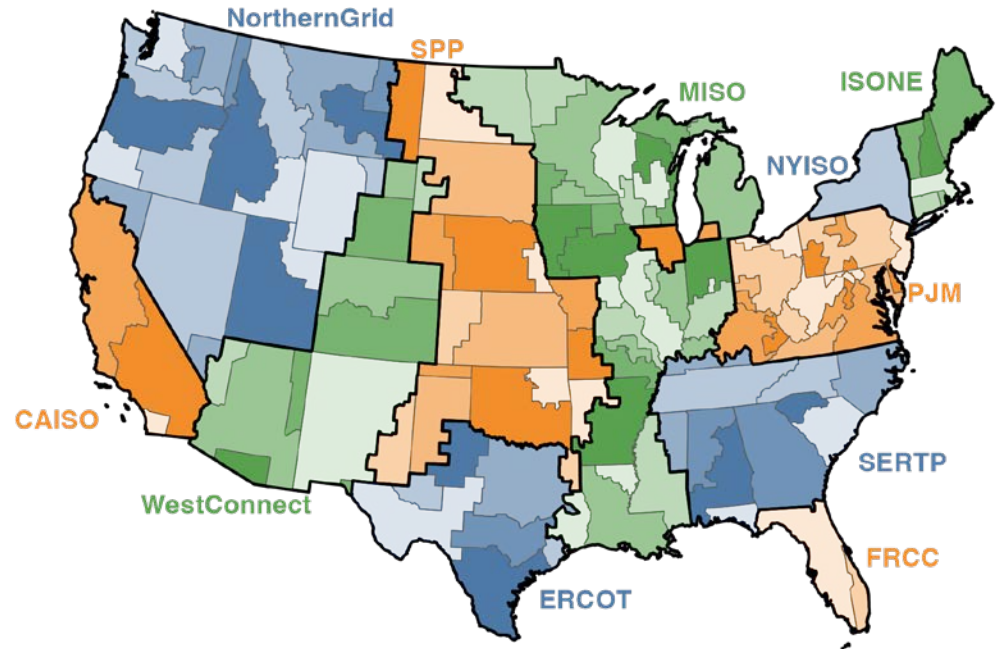 NorthernGrid
SPP
MISO
ISONE
NYISO
PJM
CAISO
SERTP
WestConnect
FRCC
ERCOT